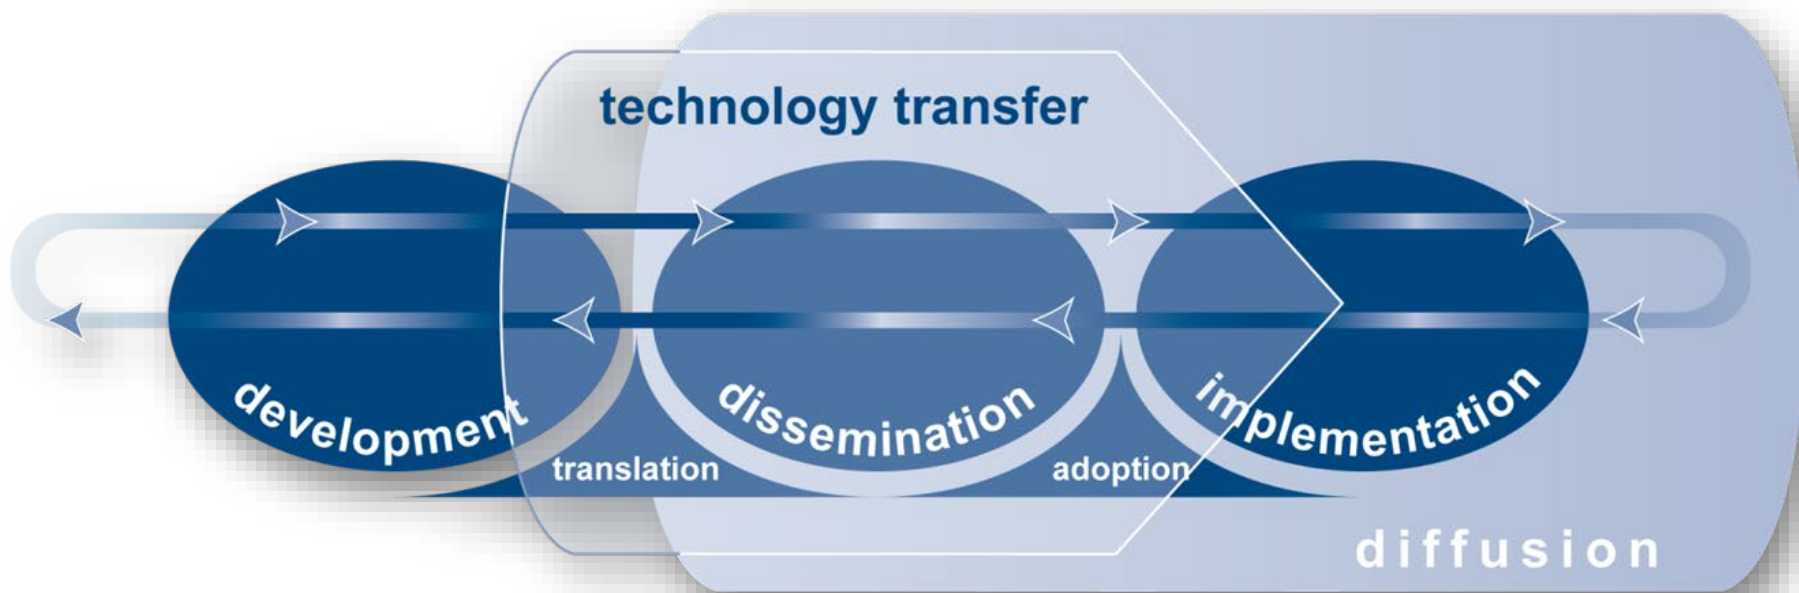 technology transfer
development
dissemination
implementation
translation
adoption
diffusion